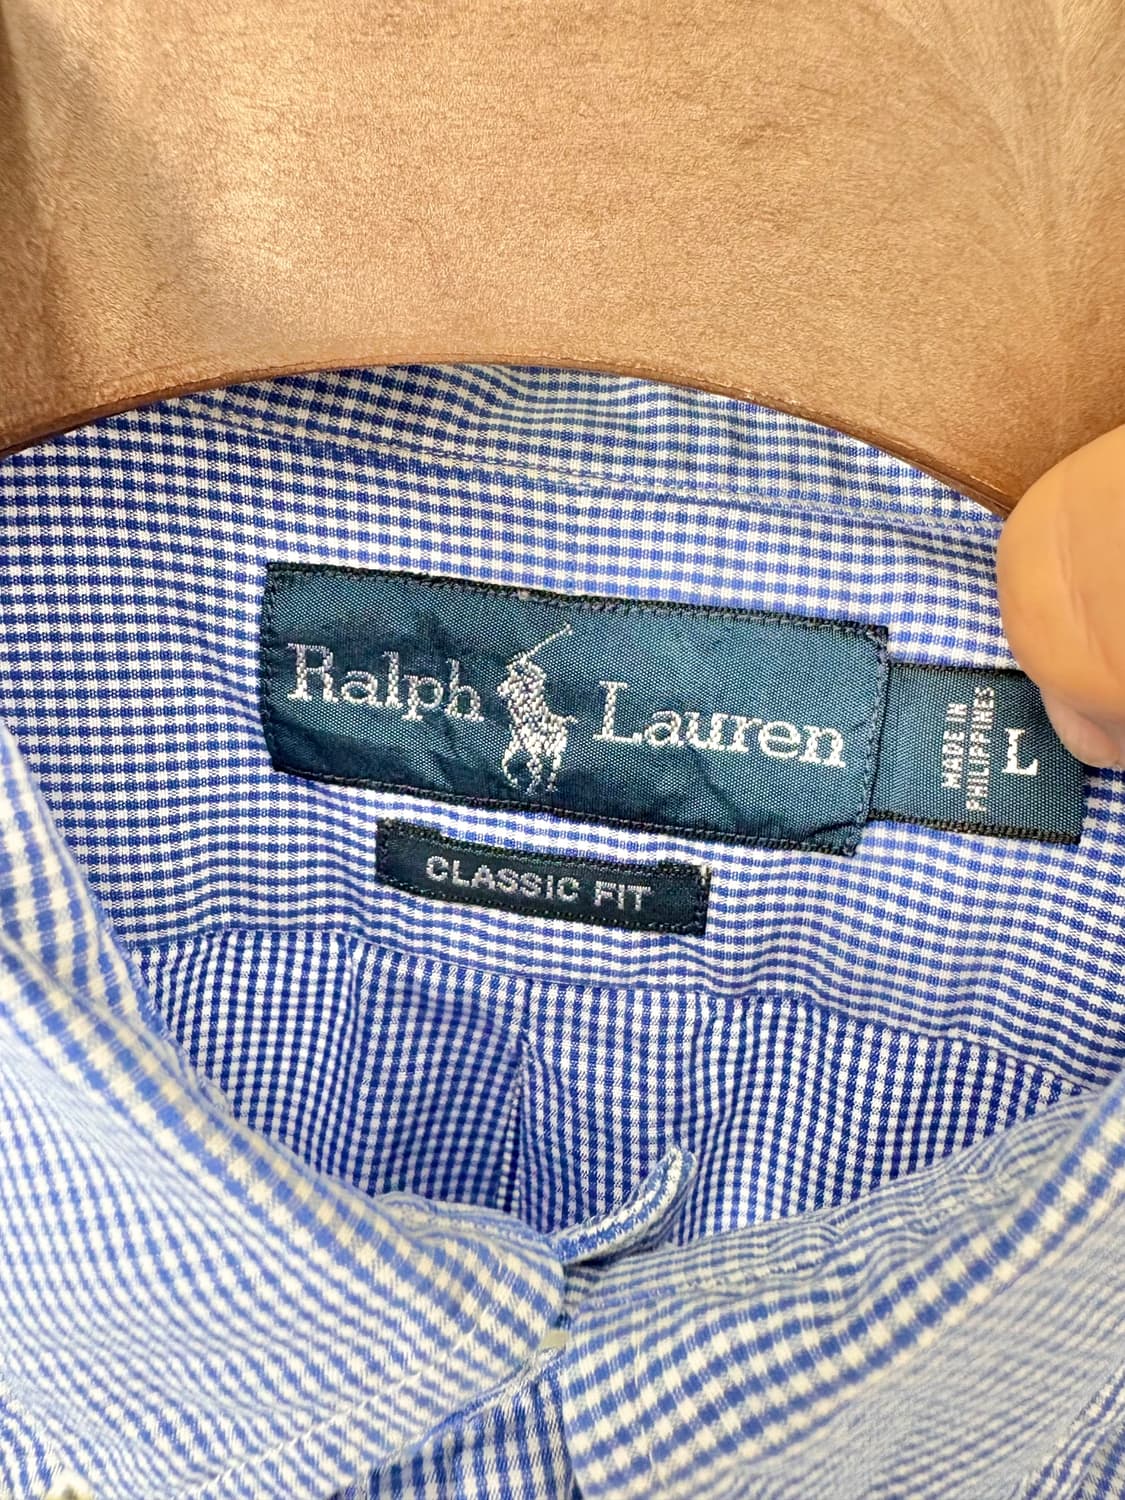 Ralph Lauren
MADE IN
PHILIPPINES
L
CLASSIC FIT